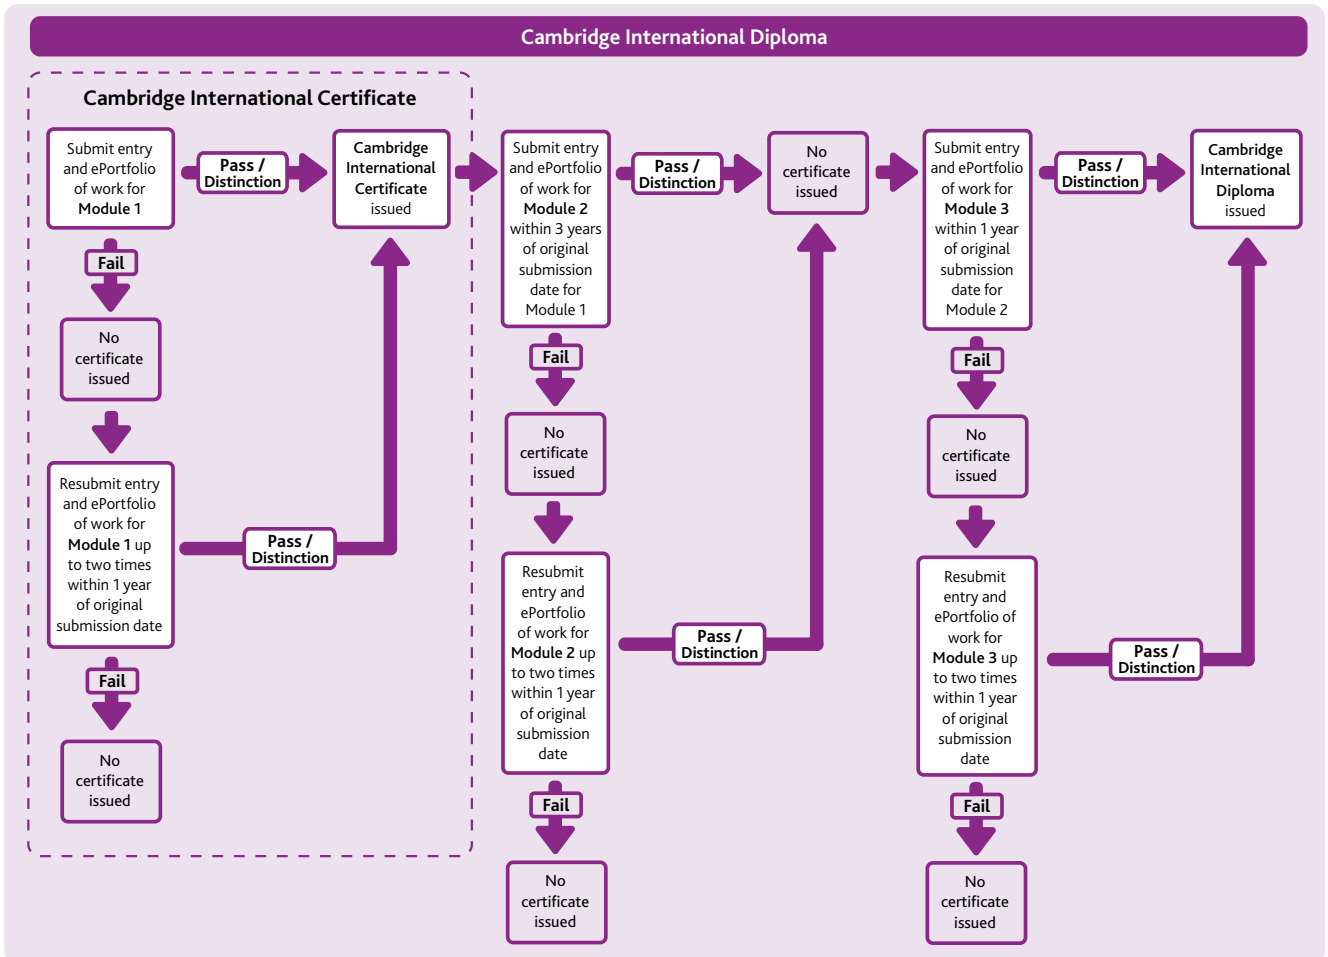 Cambridge International Diploma
Cambridge International Certificate
Submit entry
and ePortfolio
of work for
Module 1
Pass /
Distinction
Cambridge
International
Certificate
issued
Fail
No
certificate
issued
Resubmit entry
and ePortfolio
of work for
Module 1 up
to two times
within 1 year
of original
submission date
Pass /
Distinction
Fail
No
certificate
issued
Submit entry
and ePortfolio
of work for
Module 2
within 3 years
of original
submission
date for
Module 1
Pass /
Distinction
No
certificate
issued
Fail
No
certificate
issued
Resubmit
entry and
ePortfolio
of work for
Module 2 up
to two times
within 1 year
of original
submission
date
Pass /
Distinction
Fail
No
certificate
issued
Submit entry
and ePortfolio
of work for
Module 3
within 1 year
of original
submission
date for
Module 2
Pass /
Distinction
Cambridge
International
Diploma
issued
Fail
No
certificate
issued
Resubmit
entry and
ePortfolio of
work for
Module 3 up
to two times
within 1 year
of original
submission
date
Pass /
Distinction
Fail
No
certificate
issued